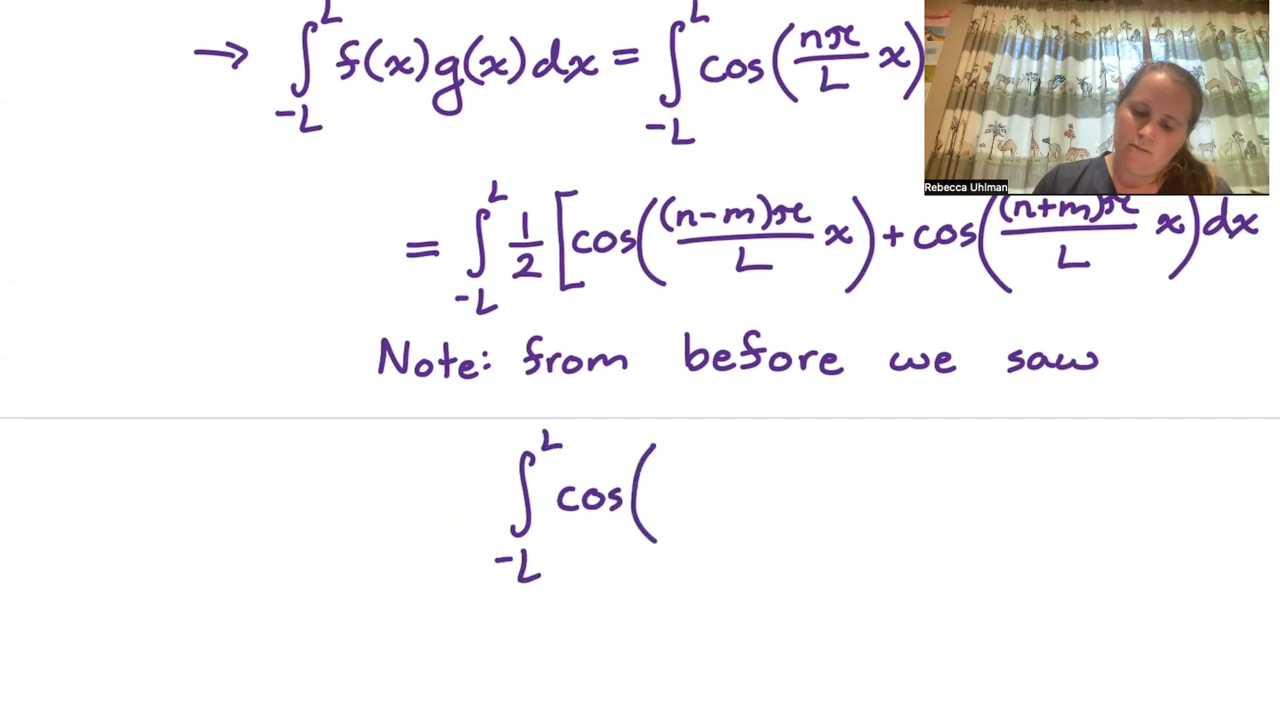 → ∫_{-L}^{L} f(x)g(x)dx = ∫_{-L}^{L} cos(nπ/L x)
Rebecca Uhlman
= ∫_{-L}^{L} 1/2 [cos((n-m)π/L x) + cos((n+m)π/L x) dx
Note: from before we saw
∫_{-L}^{L} cos(